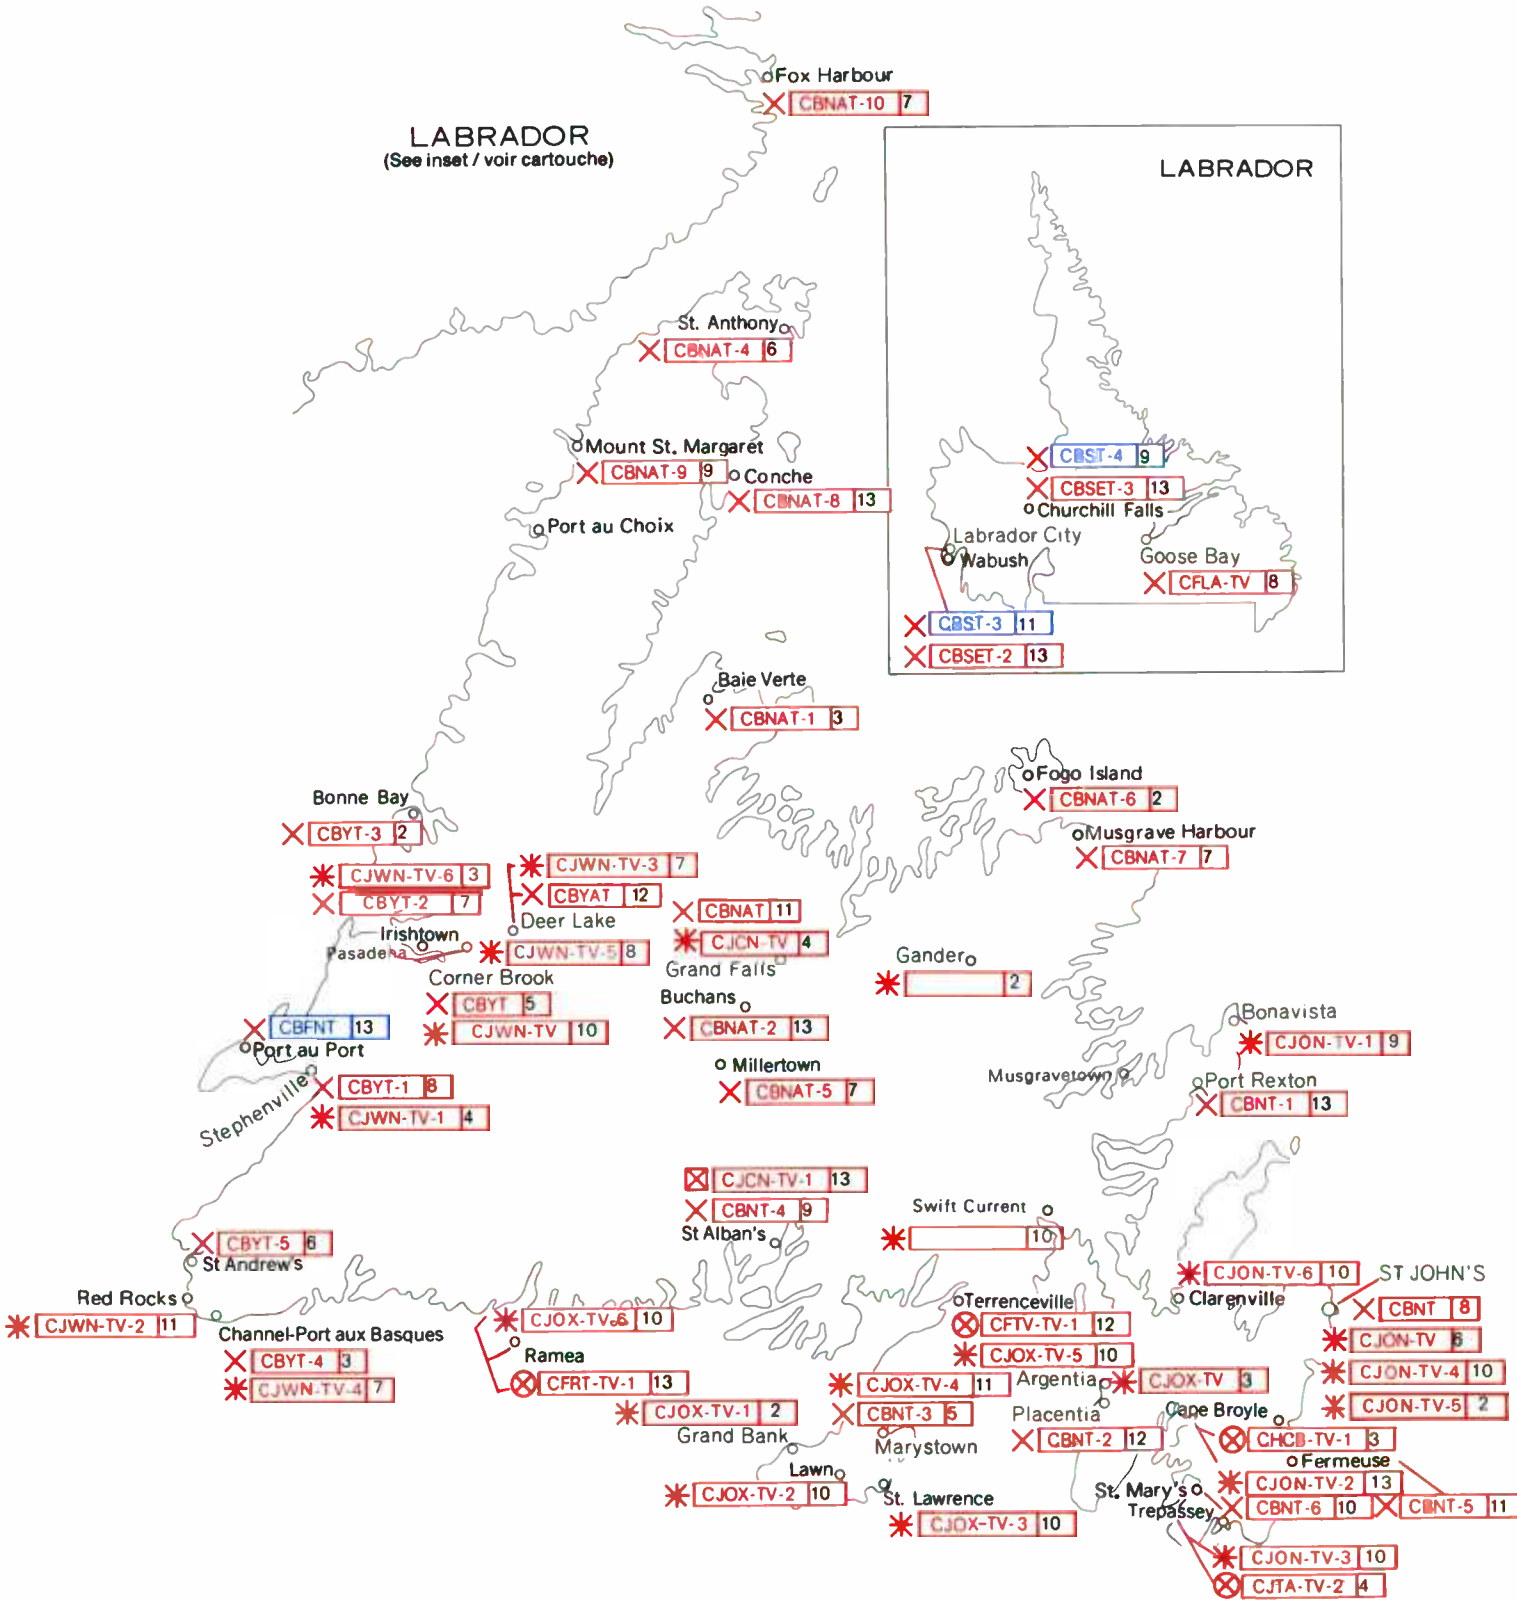 Fox Harbour
CBNAT-10 7
LABRADOR
(See inset / voir cartouche)
LABRADOR
St. Anthony
CBNAT-4 6
Mount St. Margaret
CBNAT-9 9
Conche
CBNAT-8 13
Port au Choix
CBST-4 9
CBSET-3 13
Churchill Falls
Labrador City
Wabush
Goose Bay
CFLA-TV 8
CBST-3 11
CBSET-2 13
Baie Verte
CBNAT-1 3
Fogo Island
CBNAT-6 2
Musgrave Harbour
CBNAT-7 7
Bonne Bay
CBYT-3 2
CJWN-TV-6 3
CBYT-2 7
CJWN-TV-3 7
CBYAT 12
Deer Lake
CBNAT 11
CJCN-TV 4
Grand Falls
Irishtown
Pasadena
CJWN-TV-5 8
Corner Brook
CBYT 5
CJWN-TV 10
Gander
2
Buchans
CBNAT-2 13
Bonavista
CJON-TV-1 9
CBFNT 13
Port au Port
Millertown
CBNAT-5 7
Musgravetown
Port Rexton
CBNT-1 13
Stephenville
CBYT-1 8
CJWN-TV-1 4
CJCN-TV-1 13
CBNT-4 9
St Alban's
Swift Current
10
CBYT-5 6
St Andrew's
Red Rocks
CJWN-TV-2 11
Channel-Port aux Basques
CBYT-4 3
CJWN-TV-4 7
CJOX-TV-6 10
Ramea
CFRT-TV-1 13
CJON-TV-6 10
Clarenville
ST JOHN'S
CBNT 8
CJON-TV 6
CJON-TV-4 10
CJON-TV-5 2
Terrenceville
CFTV-TV-1 12
CJOX-TV-5 10
CJOX-TV-4 11
CBNT-3 5
Marystown
Argentia
CJOX-TV 3
Placentia
CBNT-2 12
CJOX-TV-1 2
Grand Bank
Lawn
CJOX-TV-2 10
St. Lawrence
CJOX-TV-3 10
Cape Broyle
CHCB-TV-1 3
Fermeuse
CJON-TV-2 13
St. Mary's
CBNT-6 10
CBNT-5 11
Trepassey
CJON-TV-3 10
CJTA-TV-2 4